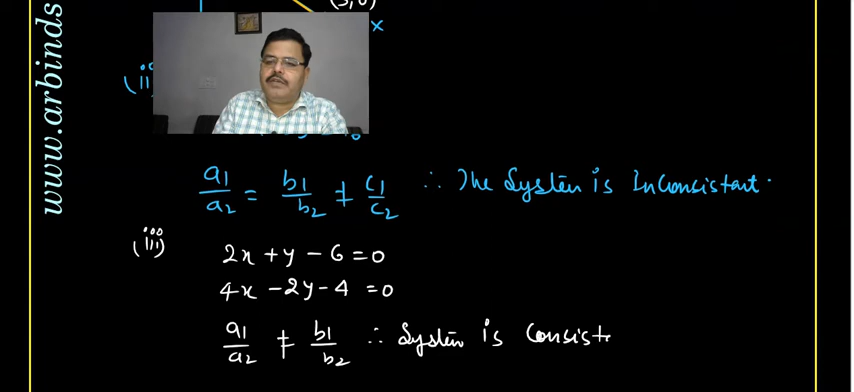 (3, 0)
x
(ii
www.arbinds
a1/a2 = b1/b2 ≠ c1/c2 ∴ The System is InConsistant.
(iii)
2x + y - 6 = 0
4x - 2y - 4 = 0
a1/a2 ≠ b1/b2 ∴ System is Consist